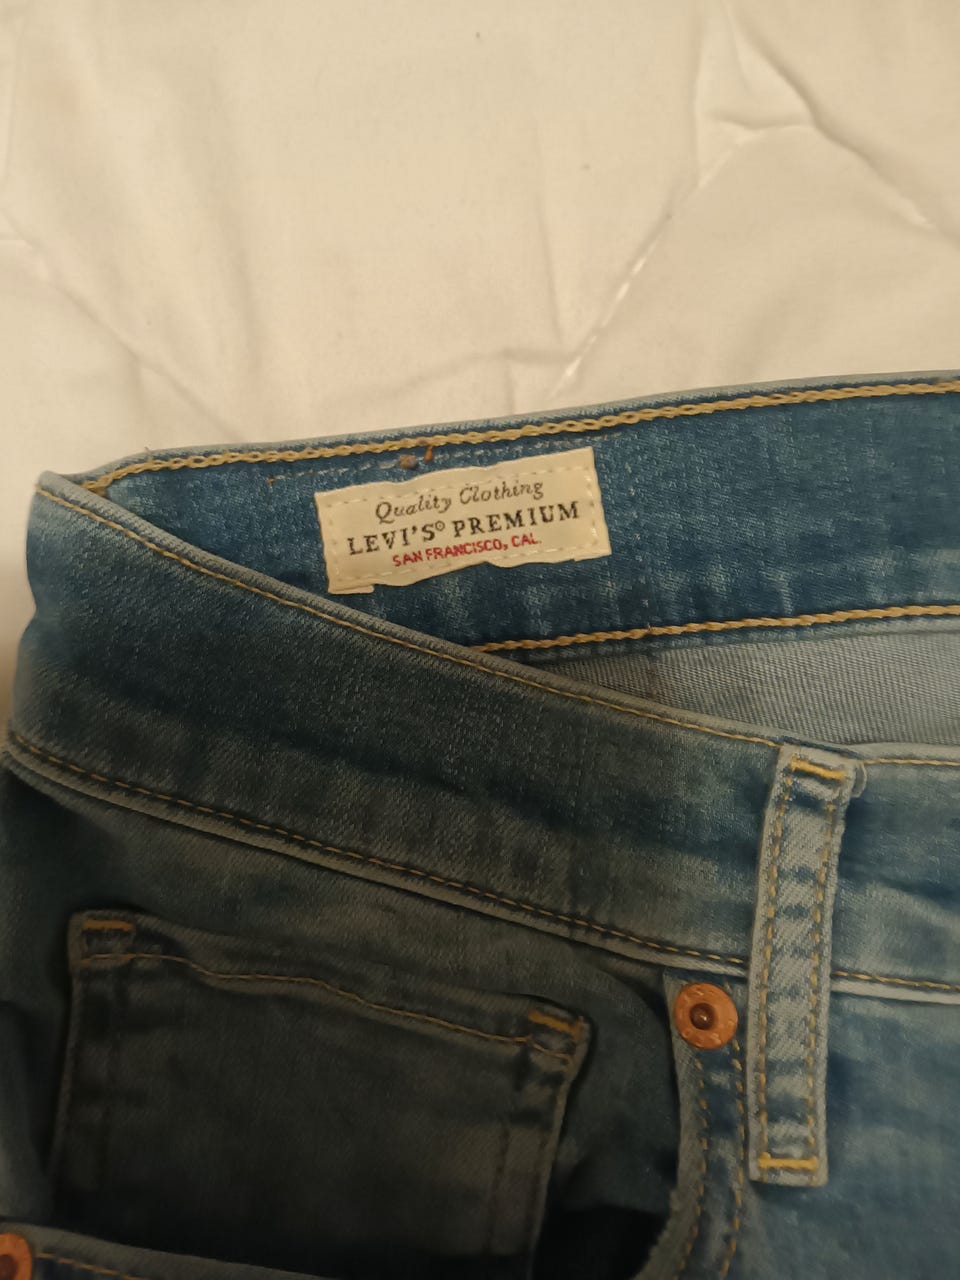 Quality Clothing
LEVI'S® PREMIUM
SAN FRANCISCO, CAL.